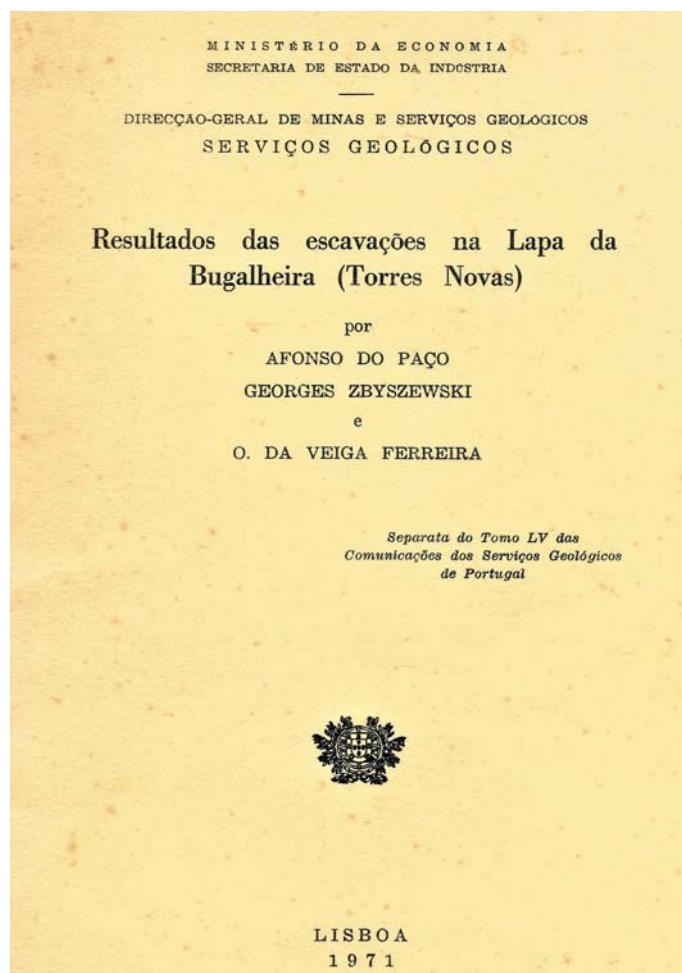 MINISTÉRIO DA ECONOMIA
SECRETARIA DE ESTADO DA INDÚSTRIA
DIRECÇÃO-GERAL DE MINAS E SERVIÇOS GEOLÓGICOS
SERVIÇOS GEOLÓGICOS
Resultados das escavações na Lapa da
Bugalheira (Torres Novas)
por
AFONSO DO PAÇO
GEORGES ZBYSZEWSKI
e
O. DA VEIGA FERREIRA
Separata do Tomo LV das
Comunicações dos Serviços Geológicos
de Portugal
LISBOA
1971